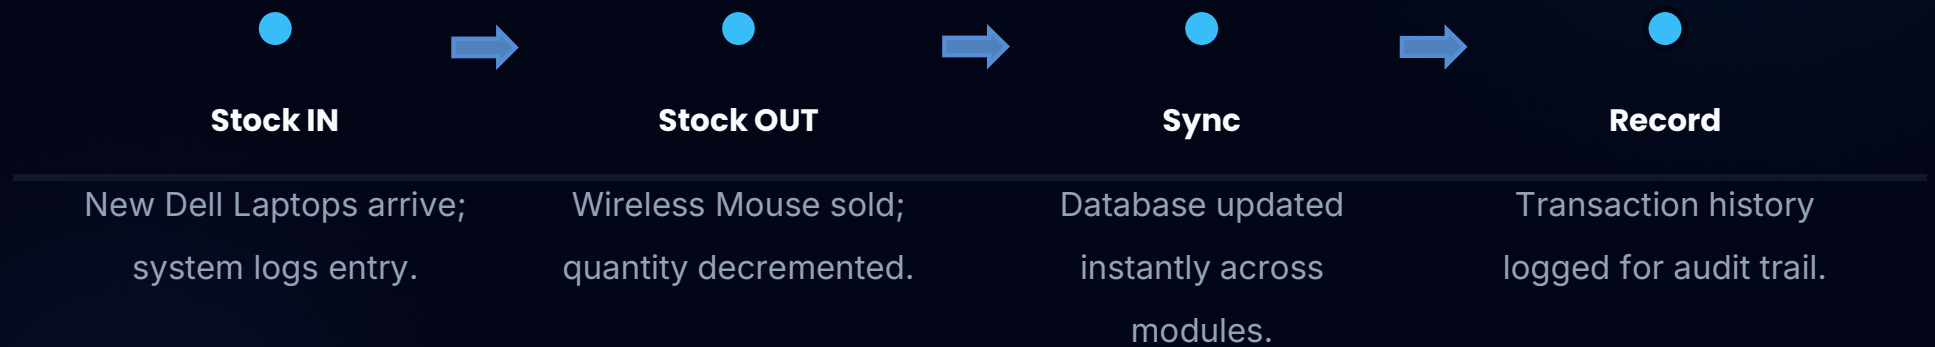 Stock IN
Stock OUT
Sync
Record
New Dell Laptops arrive;
system logs entry.
Wireless Mouse sold;
quantity decremented.
Database updated
instantly across
modules.
Transaction history
logged for audit trail.